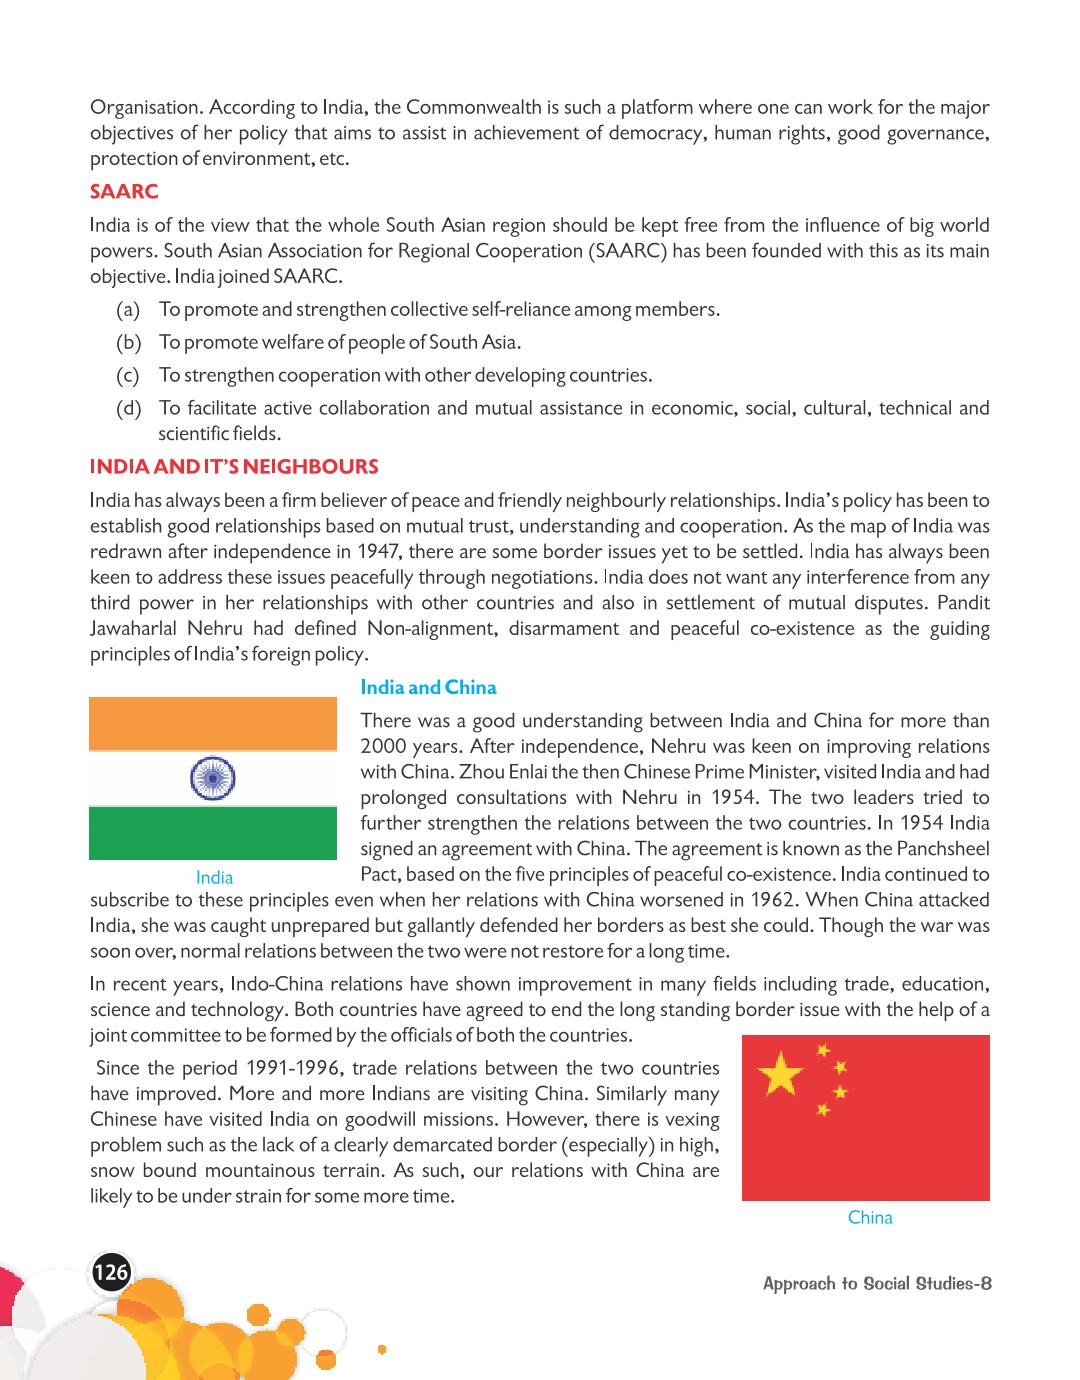 Organisation. According to India, the Commonwealth is such a platform where one can work for the major
objectives of her policy that aims to assist in achievement of democracy, human rights, good governance,
protection of environment, etc.
SAARC
India is of the view that the whole South Asian region should be kept free from the influence of big world
powers. South Asian Association for Regional Cooperation (SAARC) has been founded with this as its main
objective. India joined SAARC.
(a) To promote and strengthen collective self-reliance among members.
(b) To promote welfare of people of South Asia.
(c) To strengthen cooperation with other developing countries.
(d) To facilitate active collaboration and mutual assistance in economic, social, cultural, technical and
scientific fields.
INDIA AND IT'S NEIGHBOURS
India has always been a firm believer of peace and friendly neighbourly relationships. India's policy has been to
establish good relationships based on mutual trust, understanding and cooperation. As the map of India was
redrawn after independence in 1947, there are some border issues yet to be settled. India has always been
keen to address these issues peacefully through negotiations. India does not want any interference from any
third power in her relationships with other countries and also in settlement of mutual disputes. Pandit
Jawaharlal Nehru had defined Non-alignment, disarmament and peaceful co-existence as the guiding
principles of India's foreign policy.
India and China
There was a good understanding between India and China for more than
2000 years. After independence, Nehru was keen on improving relations
with China. Zhou Enlai the then Chinese Prime Minister, visited India and had
prolonged consultations with Nehru in 1954. The two leaders tried to
further strengthen the relations between the two countries. In 1954 India
signed an agreement with China. The agreement is known as the Panchsheel
Pact, based on the five principles of peaceful co-existence. India continued to
India
subscribe to these principles even when her relations with China worsened in 1962. When China attacked
India, she was caught unprepared but gallantly defended her borders as best she could. Though the war was
soon over, normal relations between the two were not restore for a long time.
In recent years, Indo-China relations have shown improvement in many fields including trade, education,
science and technology. Both countries have agreed to end the long standing border issue with the help of a
joint committee to be formed by the officials of both the countries.
Since the period 1991-1996, trade relations between the two countries
have improved. More and more Indians are visiting China. Similarly many
Chinese have visited India on goodwill missions. However, there is vexing
problem such as the lack of a clearly demarcated border (especially) in high,
snow bound mountainous terrain. As such, our relations with China are
likely to be under strain for some more time.
China
126
Approach to Social Studies-8